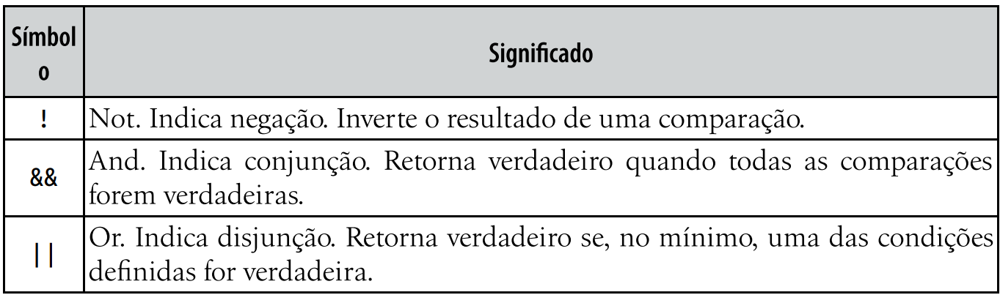 Símbol
o
Significado
! Not. Indica negação. Inverte o resultado de uma comparação.
&& And. Indica conjunção. Retorna verdadeiro quando todas as comparações
forem verdadeiras.
|| Or. Indica disjunção. Retorna verdadeiro se, no mínimo, uma das condições
definidas for verdadeira.